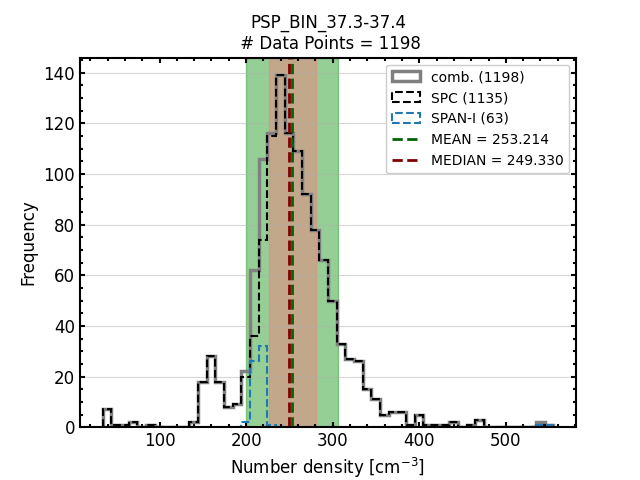 PSP_BIN_37.3-37.4
# Data Points = 1198
comb. (1198)
SPC (1135)
SPAN-I (63)
MEAN = 253.214
MEDIAN = 249.330
Frequency
140
120
100
80
60
40
20
0
100 200 300 400 500
Number density [cm⁻³]